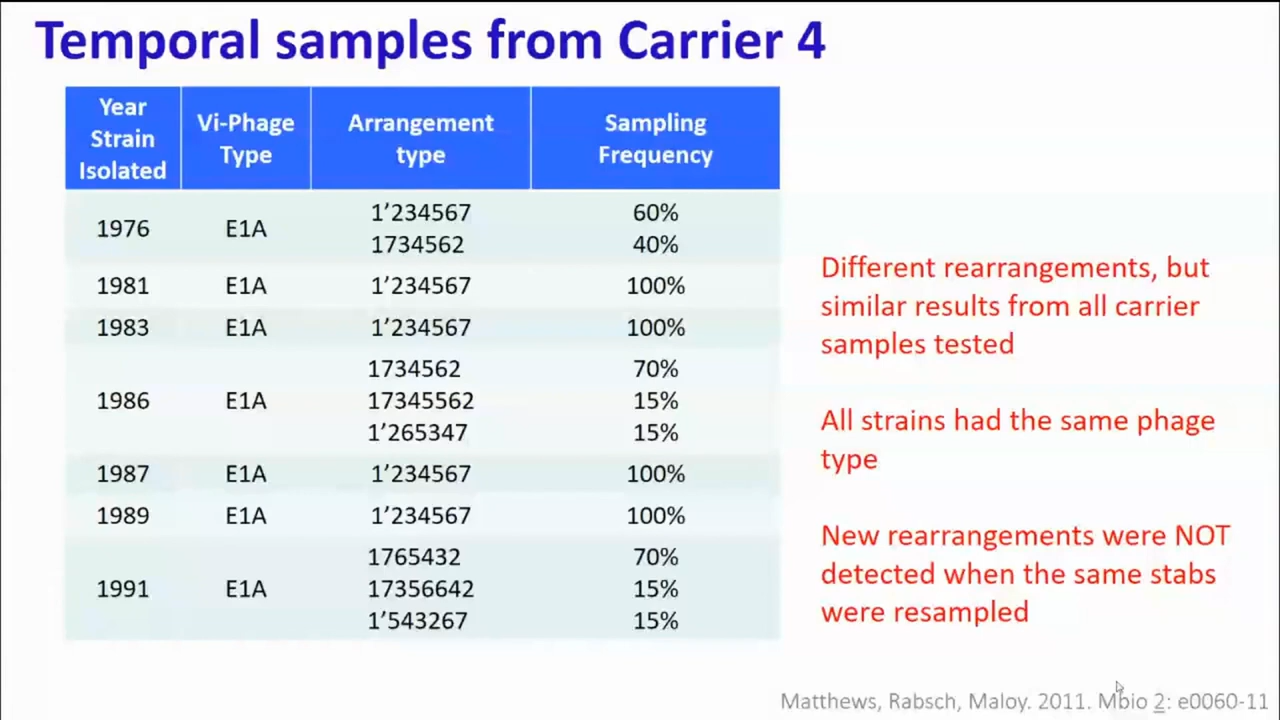 Temporal samples from Carrier 4
Year Strain Isolated Vi-Phage Type Arrangement type Sampling Frequency
1976 E1A 1’234567 60%
1734562 40%
1981 E1A 1’234567 100%
1983 E1A 1’234567 100%
1986 E1A 1734562 70%
17345562 15%
1’265347 15%
1987 E1A 1’234567 100%
1989 E1A 1’234567 100%
1991 E1A 1765432 70%
17356642 15%
1’543267 15%
Different rearrangements, but
similar results from all carrier
samples tested
All strains had the same phage
type
New rearrangements were NOT
detected when the same stabs
were resampled
Matthews, Rabsch, Maloy. 2011. Mbio 2: e0060-11